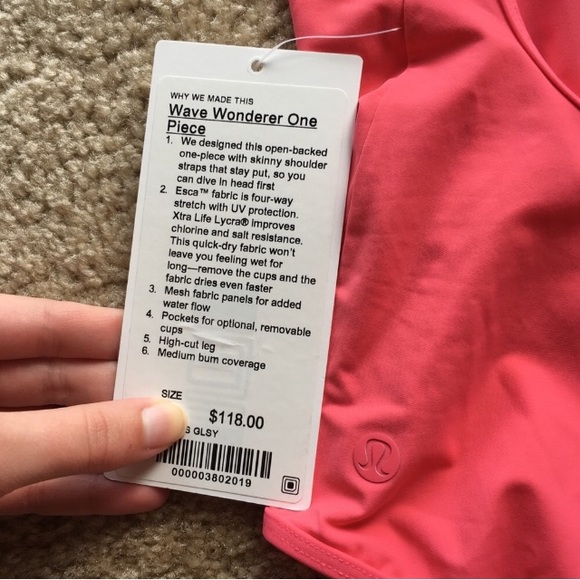 WHY WE MADE THIS
Wave Wonderer One
Piece
1. We designed this open-backed
one-piece with skinny shoulder
straps that stay put, so you
can dive in head first
2. Esca™ fabric is four-way
stretch with UV protection.
Xtra Life Lycra® improves
chlorine and salt resistance.
This quick-dry fabric won't
leave you feeling wet for
long—remove the cups and the
fabric dries even faster
3. Mesh fabric panels for added
water flow
4. Pockets for optional, removable
cups
5. High-cut leg
6. Medium bum coverage
SIZE
$118.00
GLSY
000003802019